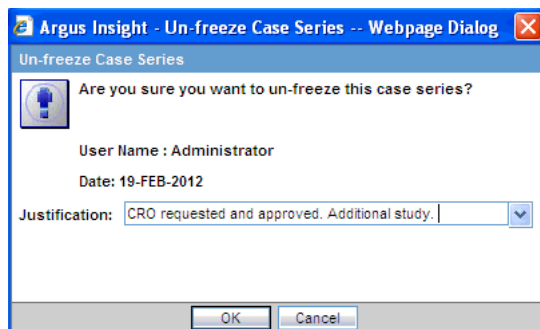 Argus Insight - Un-freeze Case Series -- Webpage Dialog
Un-freeze Case Series
Are you sure you want to un-freeze this case series?
User Name : Administrator
Date: 19-FEB-2012
Justification: CRO requested and approved. Additional study.
OK Cancel